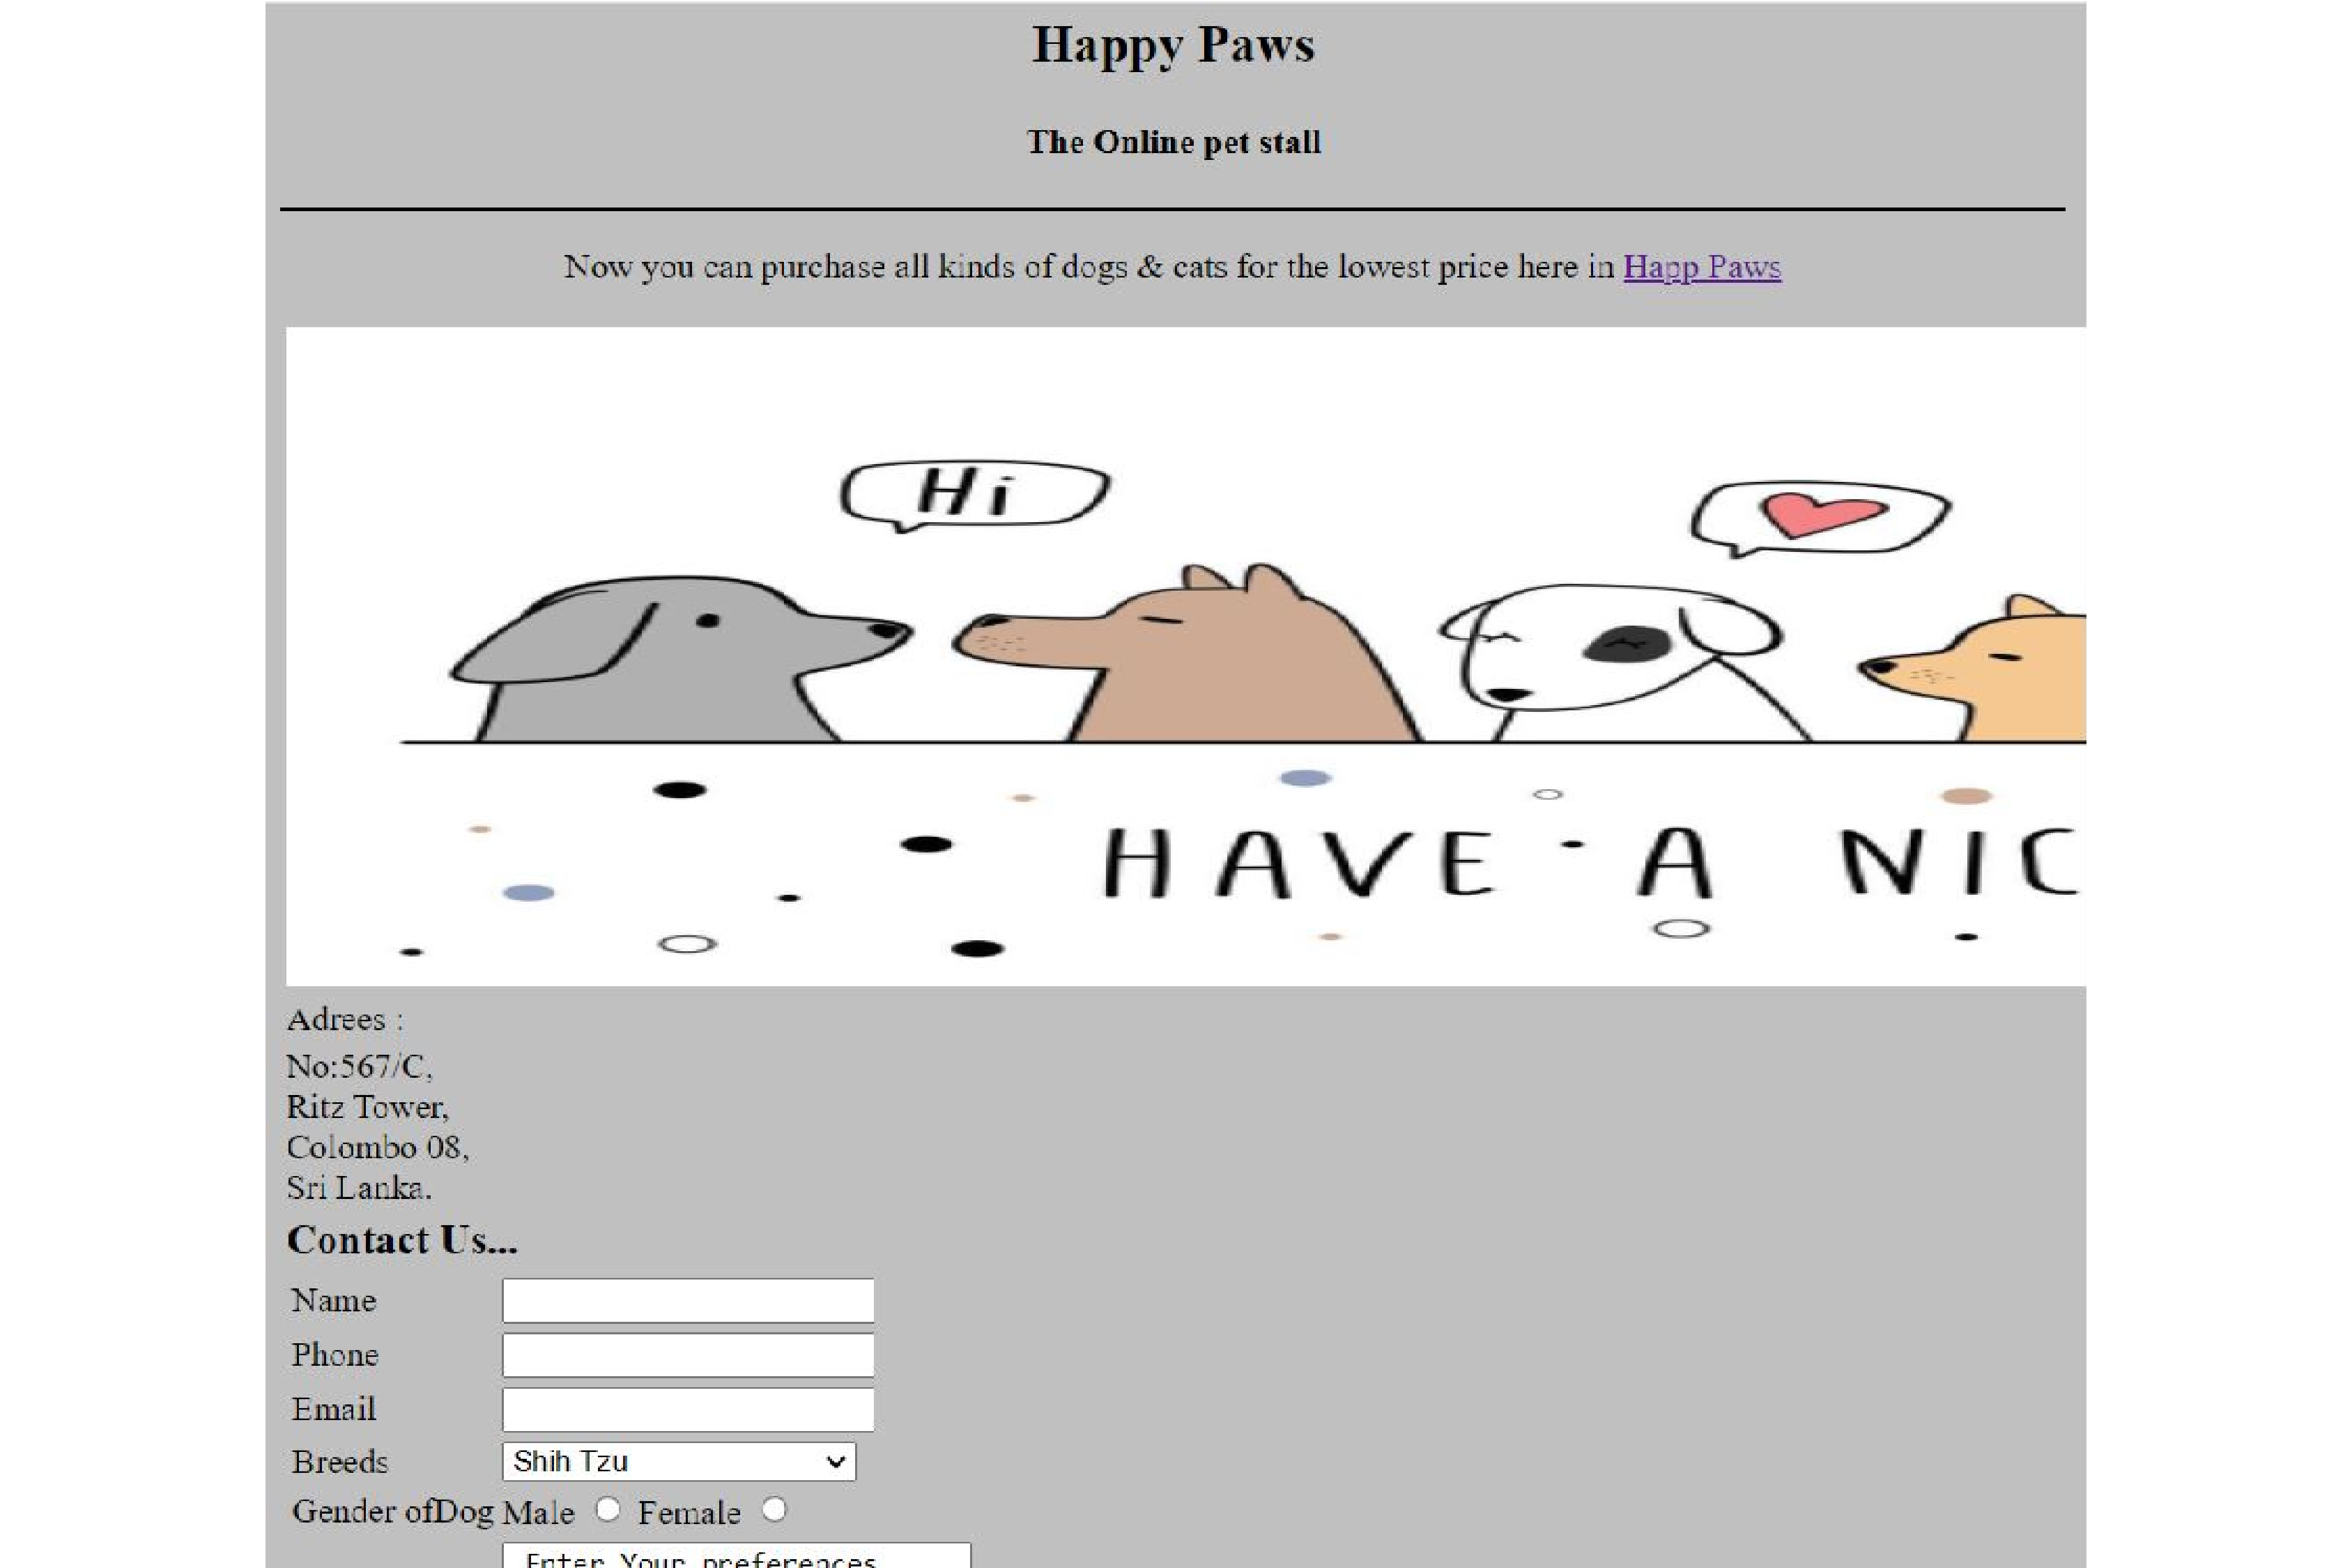 Happy Paws
The Online pet stall
Now you can purchase all kinds of dogs & cats for the lowest price here in Happ Paws
Hi
HAVE A NIC
Adrees :
No:567/C,
Ritz Tower,
Colombo 08,
Sri Lanka.
Contact Us...
Name
Phone
Email
Breeds Shih Tzu
Gender ofDog Male Female
Enter Your preferences